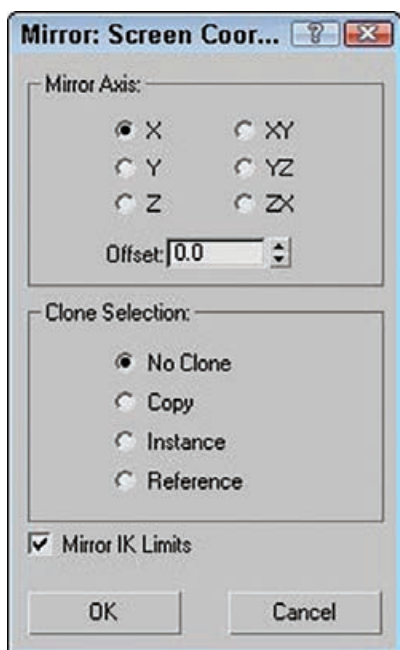 Mirror: Screen Coor...
Mirror Axis:
X XY
Y YZ
Z ZX
Offset: 0.0
Clone Selection:
No Clone
Copy
Instance
Reference
Mirror IK Limits
OK Cancel